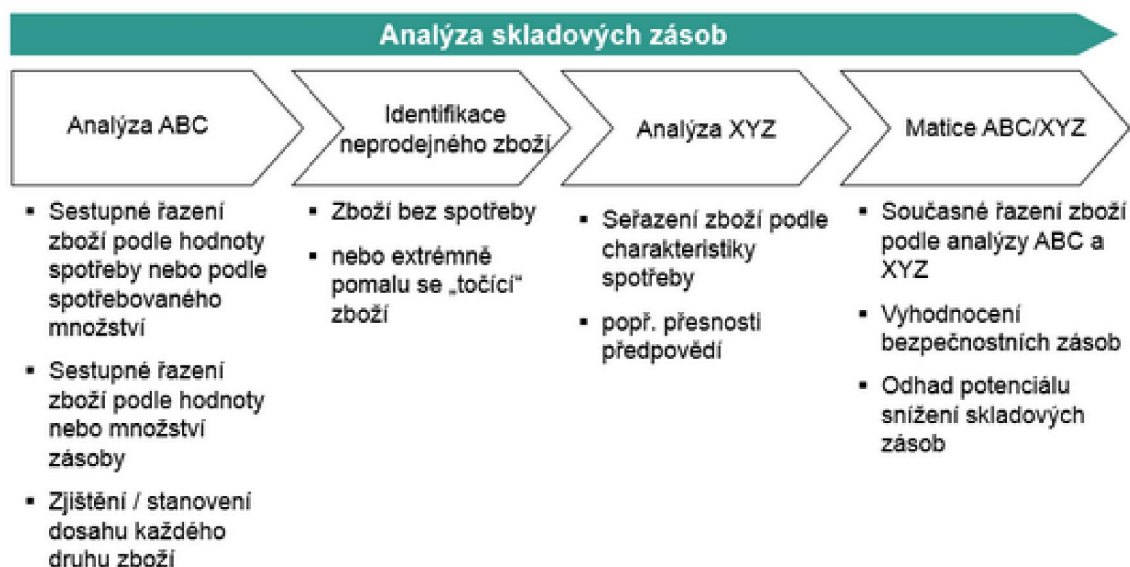 Analýza skladových zásob
Analýza ABC
▪ Sestupné řazení
zboží podle hodnoty
spotřeby nebo podle
spotřebovaného
množství
▪ Sestupné řazení
zboží podle hodnoty
nebo množství
zásoby
▪ Zjištění / stanovení
dosahu každého
druhu zboží
Identifikace
neprodejného zboží
▪ Zboží bez spotřeby
▪ nebo extrémně
pomalu se „točící“
zboží
Analýza XYZ
▪ Seřazení zboží podle
charakteristiky
spotřeby
▪ popř. přesnosti
předpovědí
Matice ABC/XYZ
▪ Současné řazení zboží
podle analýzy ABC a
XYZ
▪ Vyhodnocení
bezpečnostních zásob
▪ Odhad potenciálu
snížení skladových
zásob